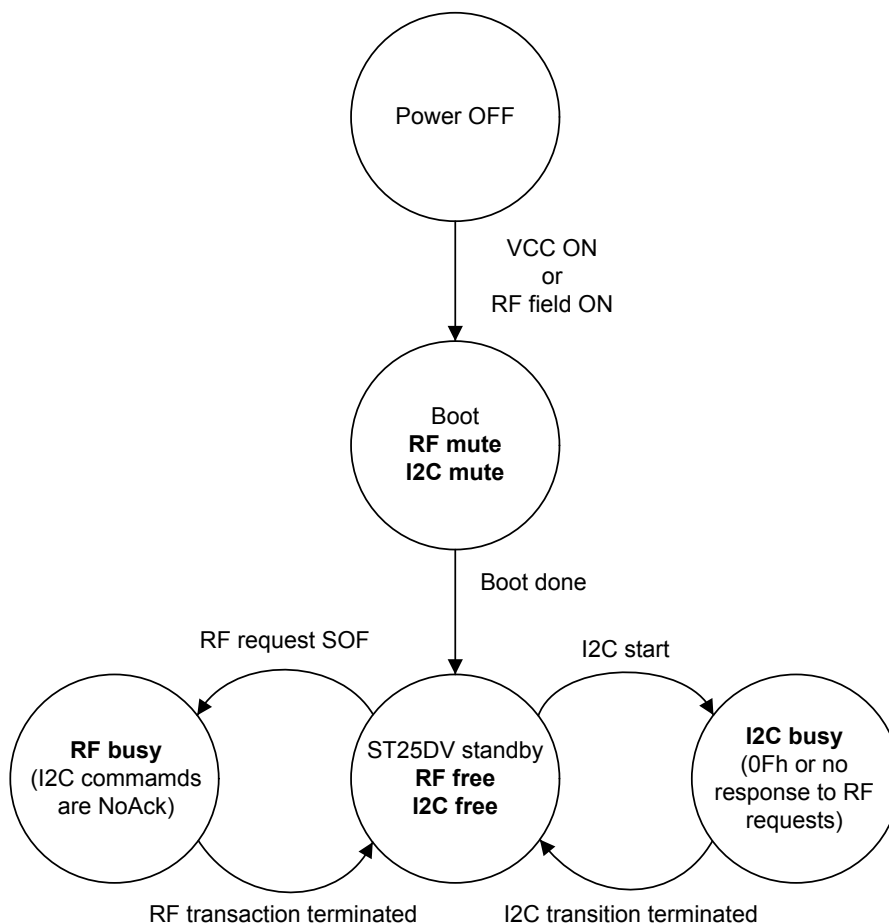 Power OFF
VCC ON
or
RF field ON
Boot
RF mute
I2C mute
Boot done
RF request SOF
I2C start
RF busy
(I2C commamds
are NoAck)
ST25DV standby
RF free
I2C free
I2C busy
(0Fh or no
response to RF
requests)
RF transaction terminated
I2C transition terminated